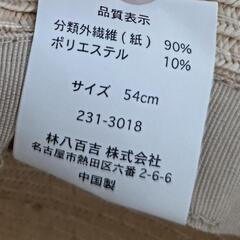 品質表示
分類外繊維（紙） 90%
ポリエステル 10%
サイズ 54cm
231-3018
林八百吉 株式会社
名古屋市熱田区六番 2-6-6
中国製